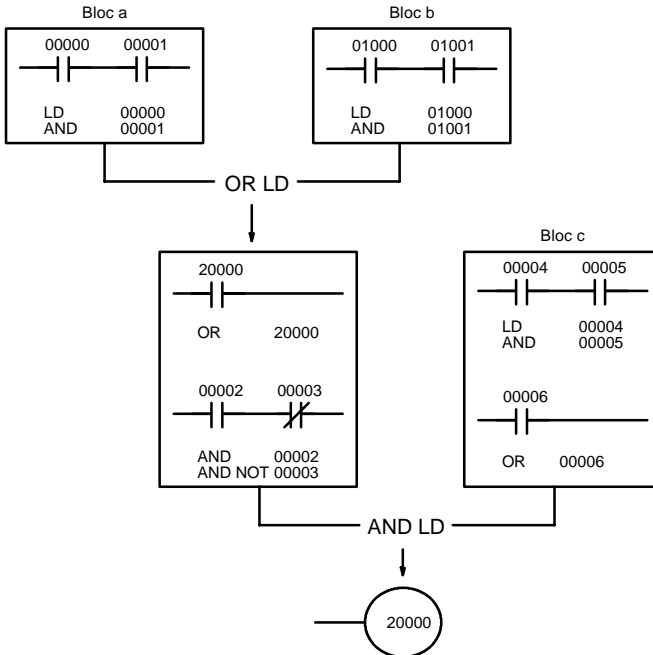 Bloc a
00000 00001
LD 00000
AND 00001
Bloc b
01000 01001
LD 01000
AND 01001
OR LD
20000
OR 20000
00002 00003
AND 00002
AND NOT 00003
Bloc c
00004 00005
LD 00004
AND 00005
00006
OR 00006
AND LD
20000